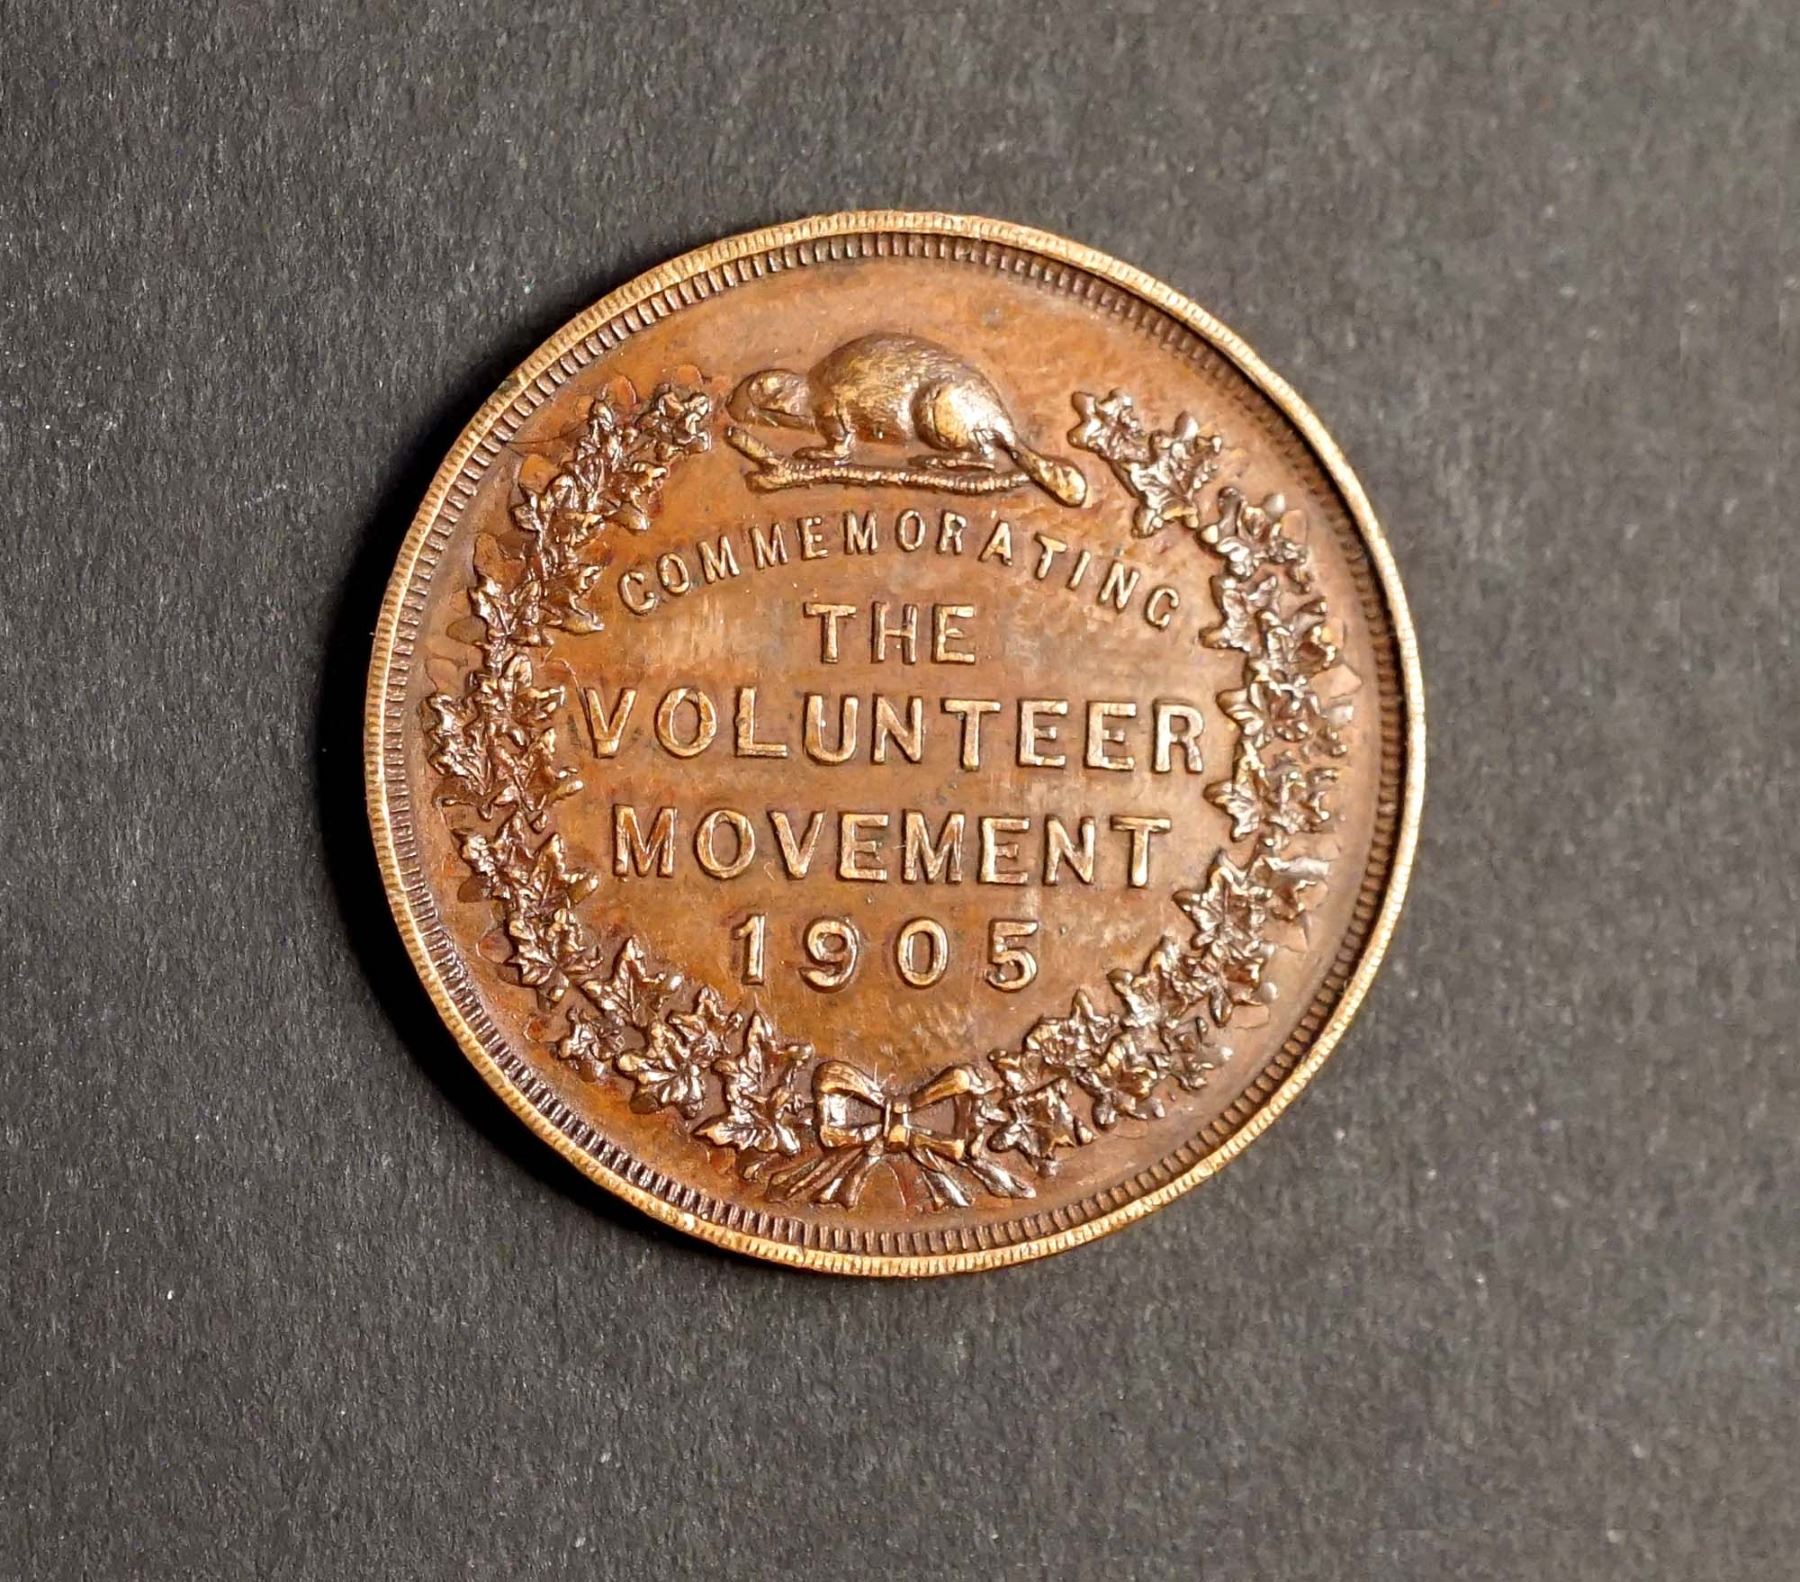 COMMEMORATING
THE
VOLUNTEER
MOVEMENT
1905